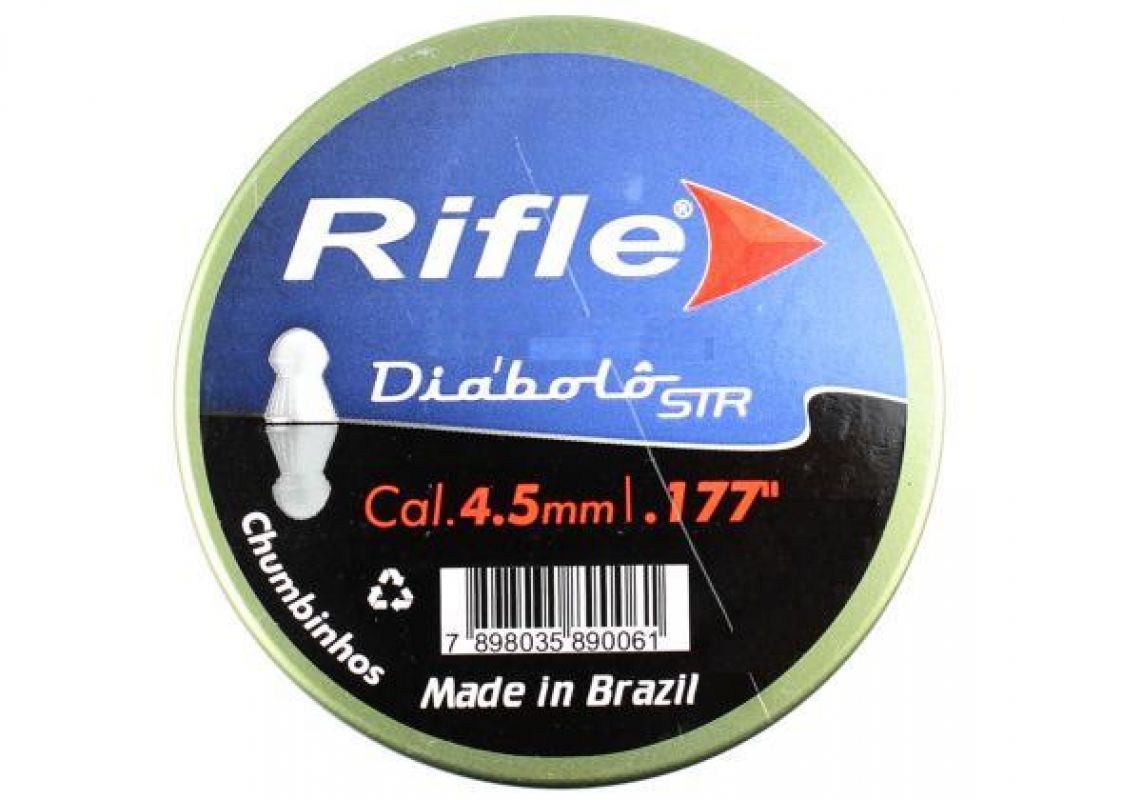 Rifle®
Diábolô STR
Cal. 4.5mm | .177"
Chumbinhos
7 898035 890061
Made in Brazil